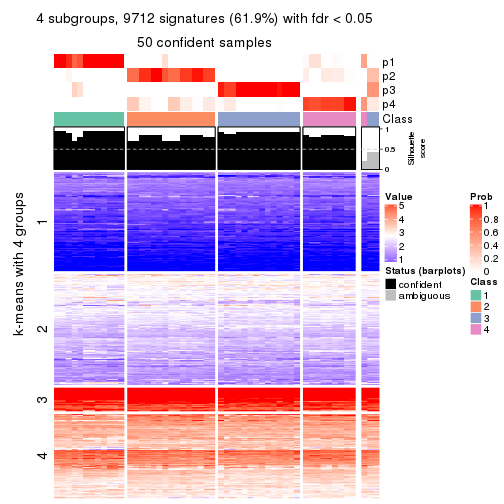 4 subgroups, 9712 signatures (61.9%) with fdr < 0.05
50 confident samples
p1
p2
p3
p4
Class
1
0.5
0
Silhouette
score
k-means with 4 groups
1
2
3
4
Value
5
4
3
2
1
Status (barplots)
confident
ambiguous
Prob
1
0.8
0.6
0.4
0.2
0
Class
1
2
3
4